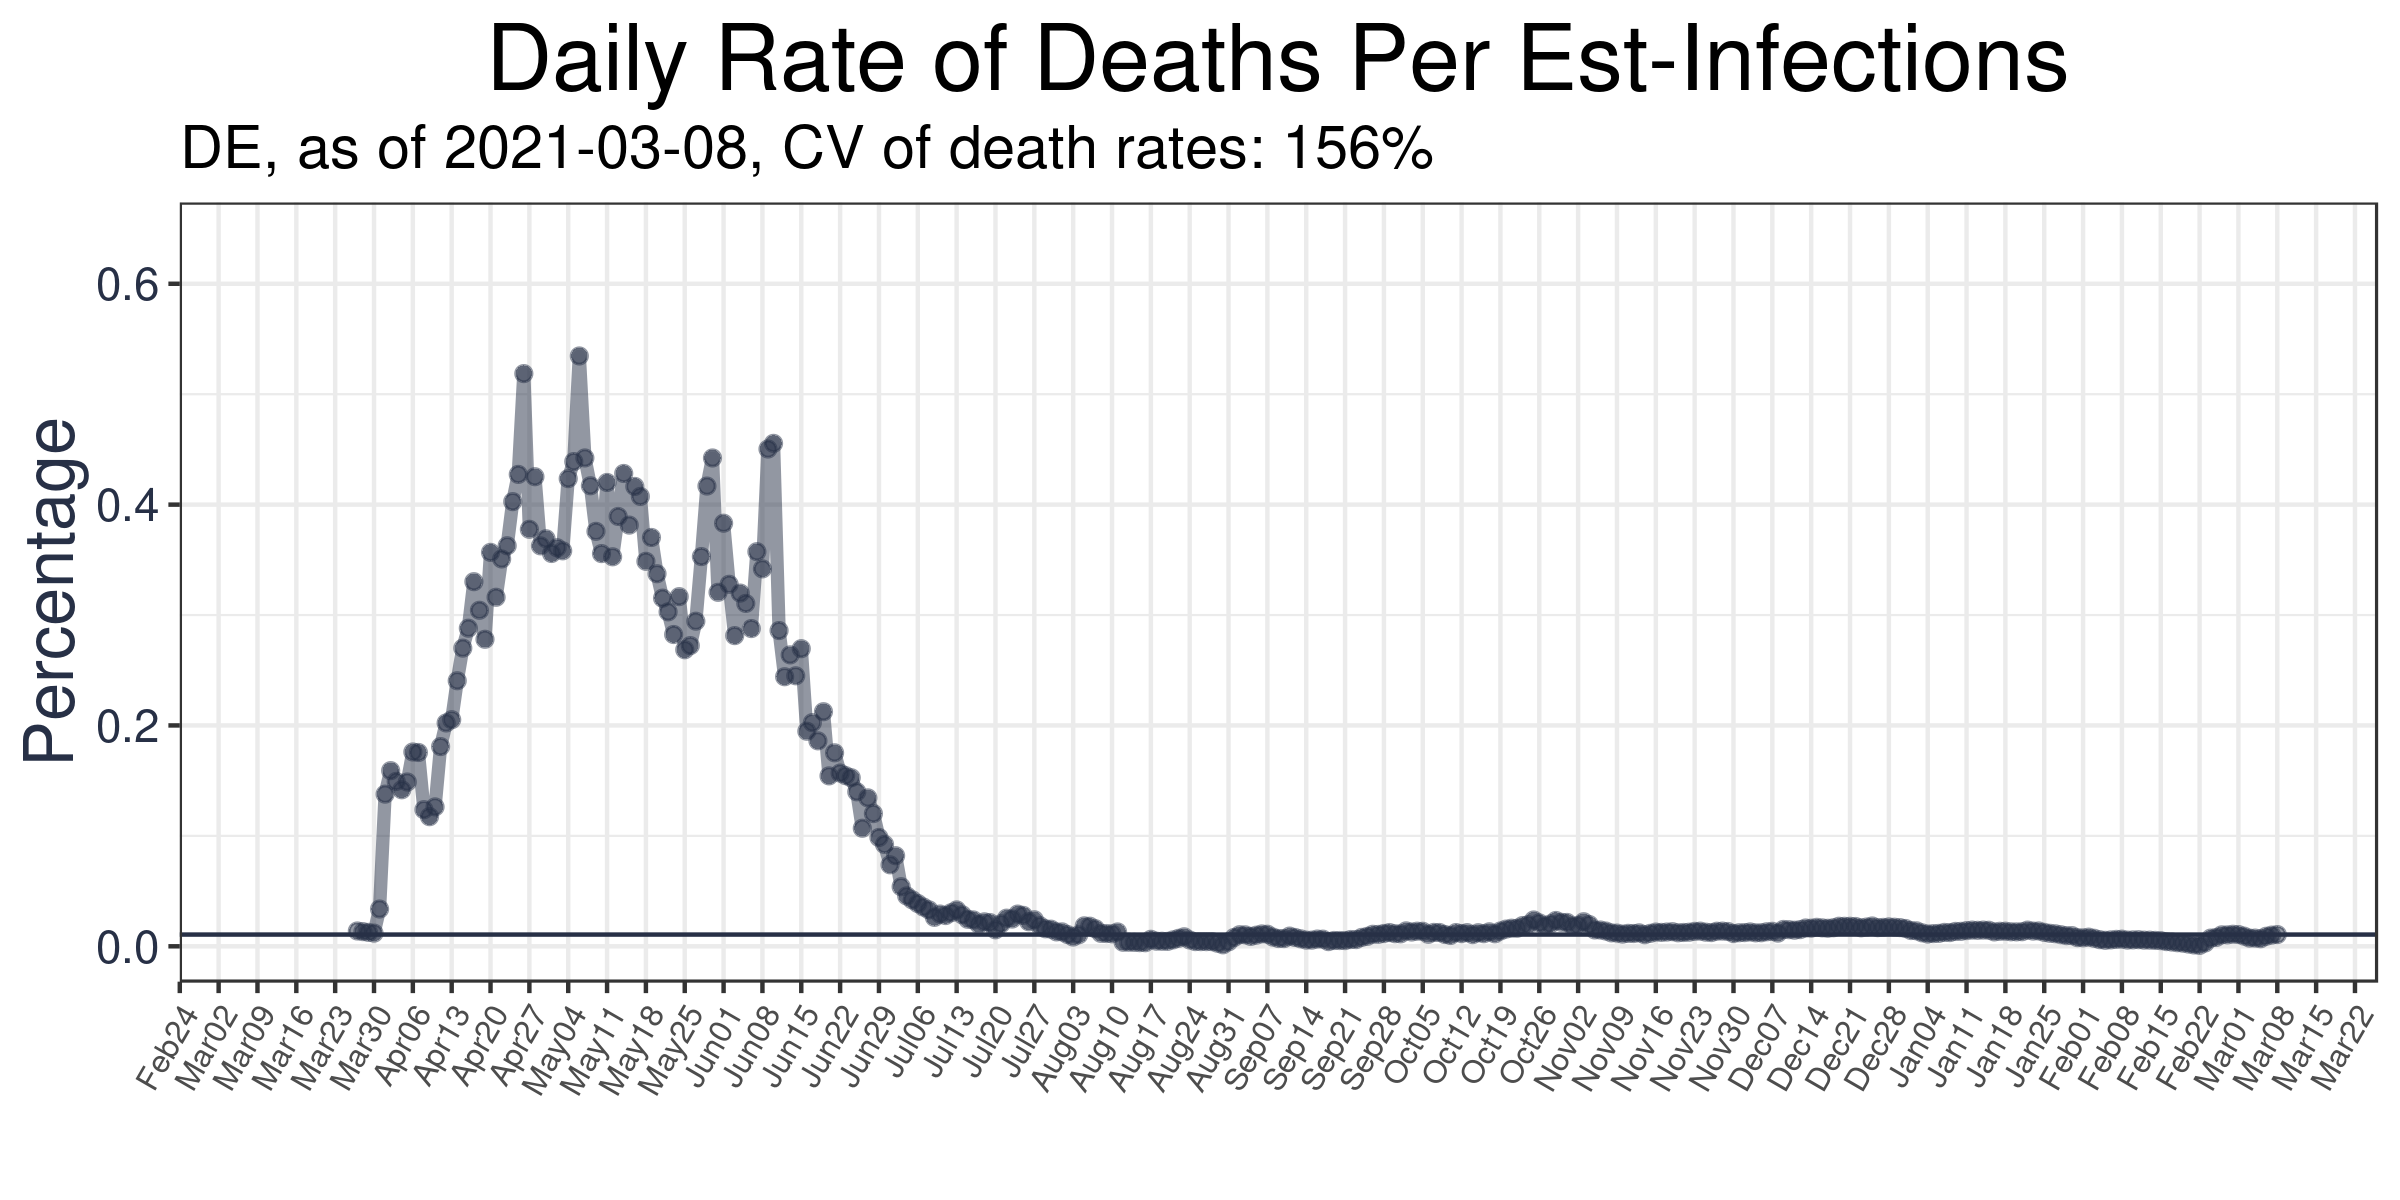 Daily Rate of Deaths Per Est-Infections
DE, as of 2021-03-08, CV of death rates: 156%
Percentage
0.6
0.4
0.2
0.0
Feb24 Mar02 Mar09 Mar16 Mar23 Mar30 Apr06 Apr13 Apr20 Apr27 May04 May11 May18 May25 Jun01 Jun08 Jun15 Jun22 Jun29 Jul06 Jul13 Jul20 Jul27 Aug03 Aug10 Aug17 Aug24 Aug31 Sep07 Sep14 Sep21 Sep28 Oct05 Oct12 Oct19 Oct26 Nov02 Nov09 Nov16 Nov23 Nov30 Dec07 Dec14 Dec21 Dec28 Jan04 Jan11 Jan18 Jan25 Feb01 Feb08 Feb15 Feb22 Mar01 Mar08 Mar15 Mar22